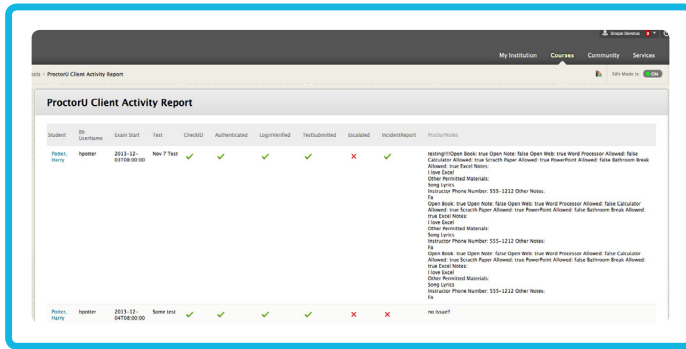 2
My Institution Courses Community Services
ools > ProctorU Client Activity Report
Edit Mode is: ON
ProctorU Client Activity Report
Student Bb UserName Exam Start Test CheckID Authenticated LoginVerified TestSubmitted Escalated IncidentReport ProctorNotes
Potter, Harry hpotter 2013-12-03T08:00:00 Nov 7 Test
testing!!!!Open Book: true Open Note: false Open Web: true Word Processor Allowed: false
Calculator Allowed: true Scracth Paper Allowed: true PowerPoint Allowed: false Bathroom Break
Allowed: true Excel Notes:
I love Excel
Other Permitted Materials:
Song Lyrics
Instructor Phone Number: 555-1212 Other Notes:
Fa
Open Book: true Open Note: false Open Web: true Word Processor Allowed: false Calculator
Allowed: true Scracth Paper Allowed: true PowerPoint Allowed: false Bathroom Break Allowed:
true Excel Notes:
I love Excel
Other Permitted Materials:
Song Lyrics
Instructor Phone Number: 555-1212 Other Notes:
Fa
Open Book: true Open Note: false Open Web: true Word Processor Allowed: false Calculator
Allowed: true Scracth Paper Allowed: true PowerPoint Allowed: false Bathroom Break Allowed:
true Excel Notes:
I love Excel
Other Permitted Materials:
Song Lyrics
Instructor Phone Number: 555-1212 Other Notes:
Fa
Potter, Harry hpotter 2013-12-04T08:00:00 Some test
no issue!!